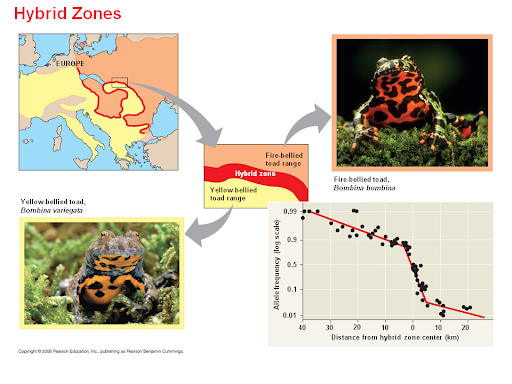 Hybrid Zones
EUROPE
Fire-bellied
toad range
Hybrid zone
Yellow-bellied
toad range
Fire-bellied toad,
Bombina bombina
Yellow-bellied toad,
Bombina variegata
Allele frequency (log scale)
0.99
0.9
0.5
0.1
0.01
40 30 20 10 0 10 20
Distance from hybrid zone center (km)
Copyright © 2008 Pearson Education, Inc., publishing as Pearson Benjamin Cummings.